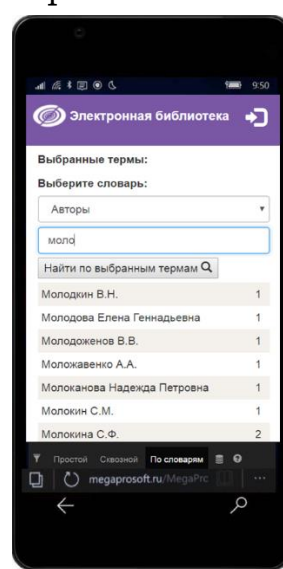 9:50
Электронная библиотека
Выбранные термы:
Выберите словарь:
Авторы
моло
Найти по выбранным термам
Молодкин В.Н. 1
Молодова Елена Геннадьевна 1
Молодоженов В.В. 1
Моложавенко А.А. 1
Молоканова Надежда Петровна 1
Молокин С.М. 1
Молокина С.Ф. 2
Простой Сквозной По словарям
megaprosoft.ru/MegaPro